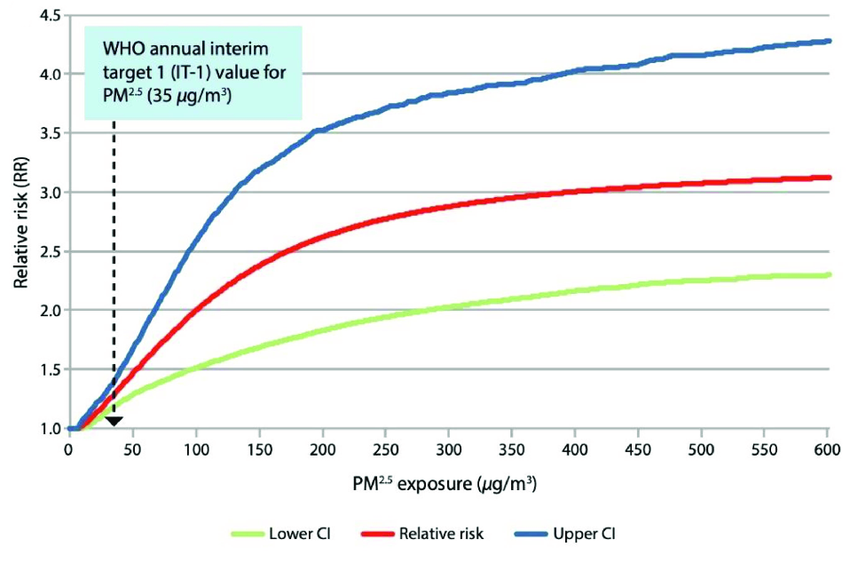 4.5
WHO annual interim
target 1 (IT-1) value for
PM2.5 (35 µg/m3)
4.0
3.5
3.0
2.5
2.0
1.5
1.0
Relative risk (RR)
0 50 100 150 200 250 300 350 400 450 500 550 600
PM2.5 exposure (µg/m3)
Lower CI Relative risk Upper CI